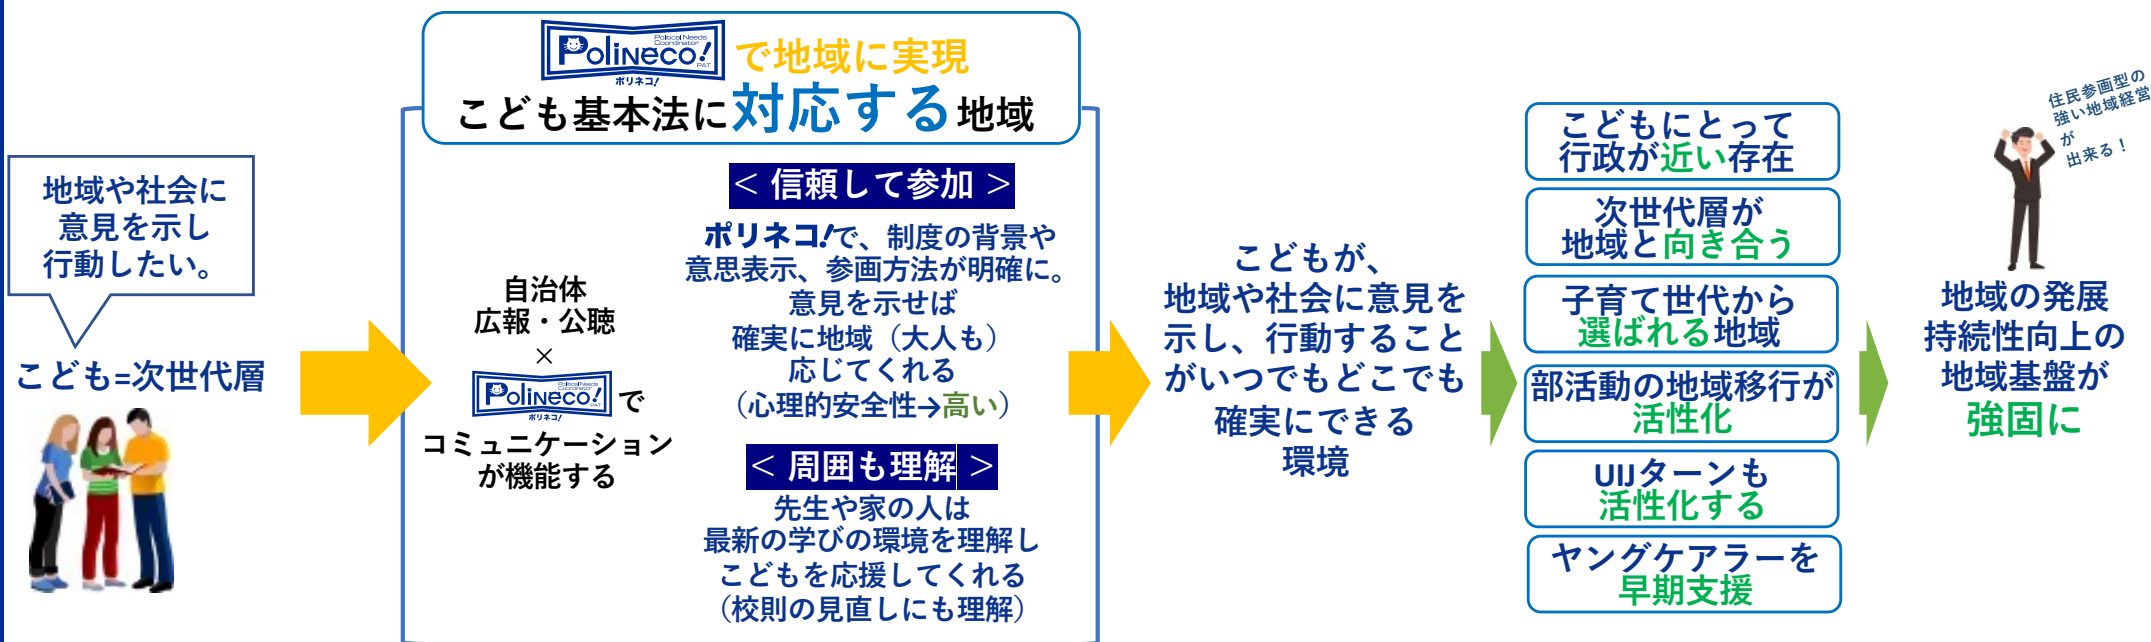 地域や社会に
意見を示し
行動したい。
こども=次世代層
Polineco!
Political Needs
Coordinator
PAT
ポリネコ!
で地域に実現
こども基本法に対応する地域
自治体
広報・公聴
×
Polineco!
Political Needs
Coordinator
PAT
ポリネコ!
で
コミュニケーション
が機能する
＜ 信頼して参加 ＞
ポリネコ!で、制度の背景や
意思表示、参画方法が明確に。
意見を示せば
確実に地域（大人も）
応じてくれる
（心理的安全性→高い）
＜ 周囲も理解 ＞
先生や家の人は
最新の学びの環境を理解し
こどもを応援してくれる
（校則の見直しにも理解）
こどもが、
地域や社会に意見を
示し、行動すること
がいつでもどこでも
確実にできる
環境
こどもにとって
行政が近い存在
次世代層が
地域と向き合う
子育て世代から
選ばれる地域
部活動の地域移行が
活性化
UIJターンも
活性化する
ヤングケアラーを
早期支援
住民参画型の
強い地域経営
が
出来る！
地域の発展
持続性向上の
地域基盤が
強固に